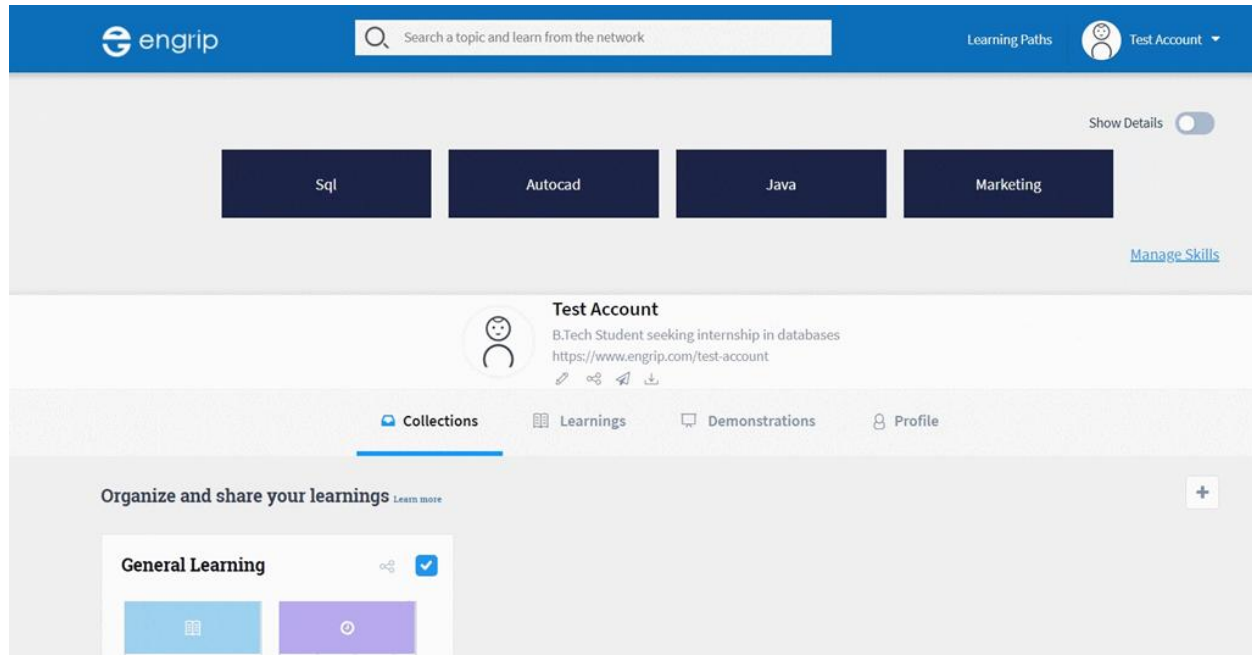 engrip
Search a topic and learn from the network
Learning Paths
Test Account
Show Details
Sql
Autocad
Java
Marketing
Manage Skills
Test Account
B.Tech Student seeking internship in databases
https://www.engrip.com/test-account
Collections
Learnings
Demonstrations
Profile
Organize and share your learnings Learn more
General Learning